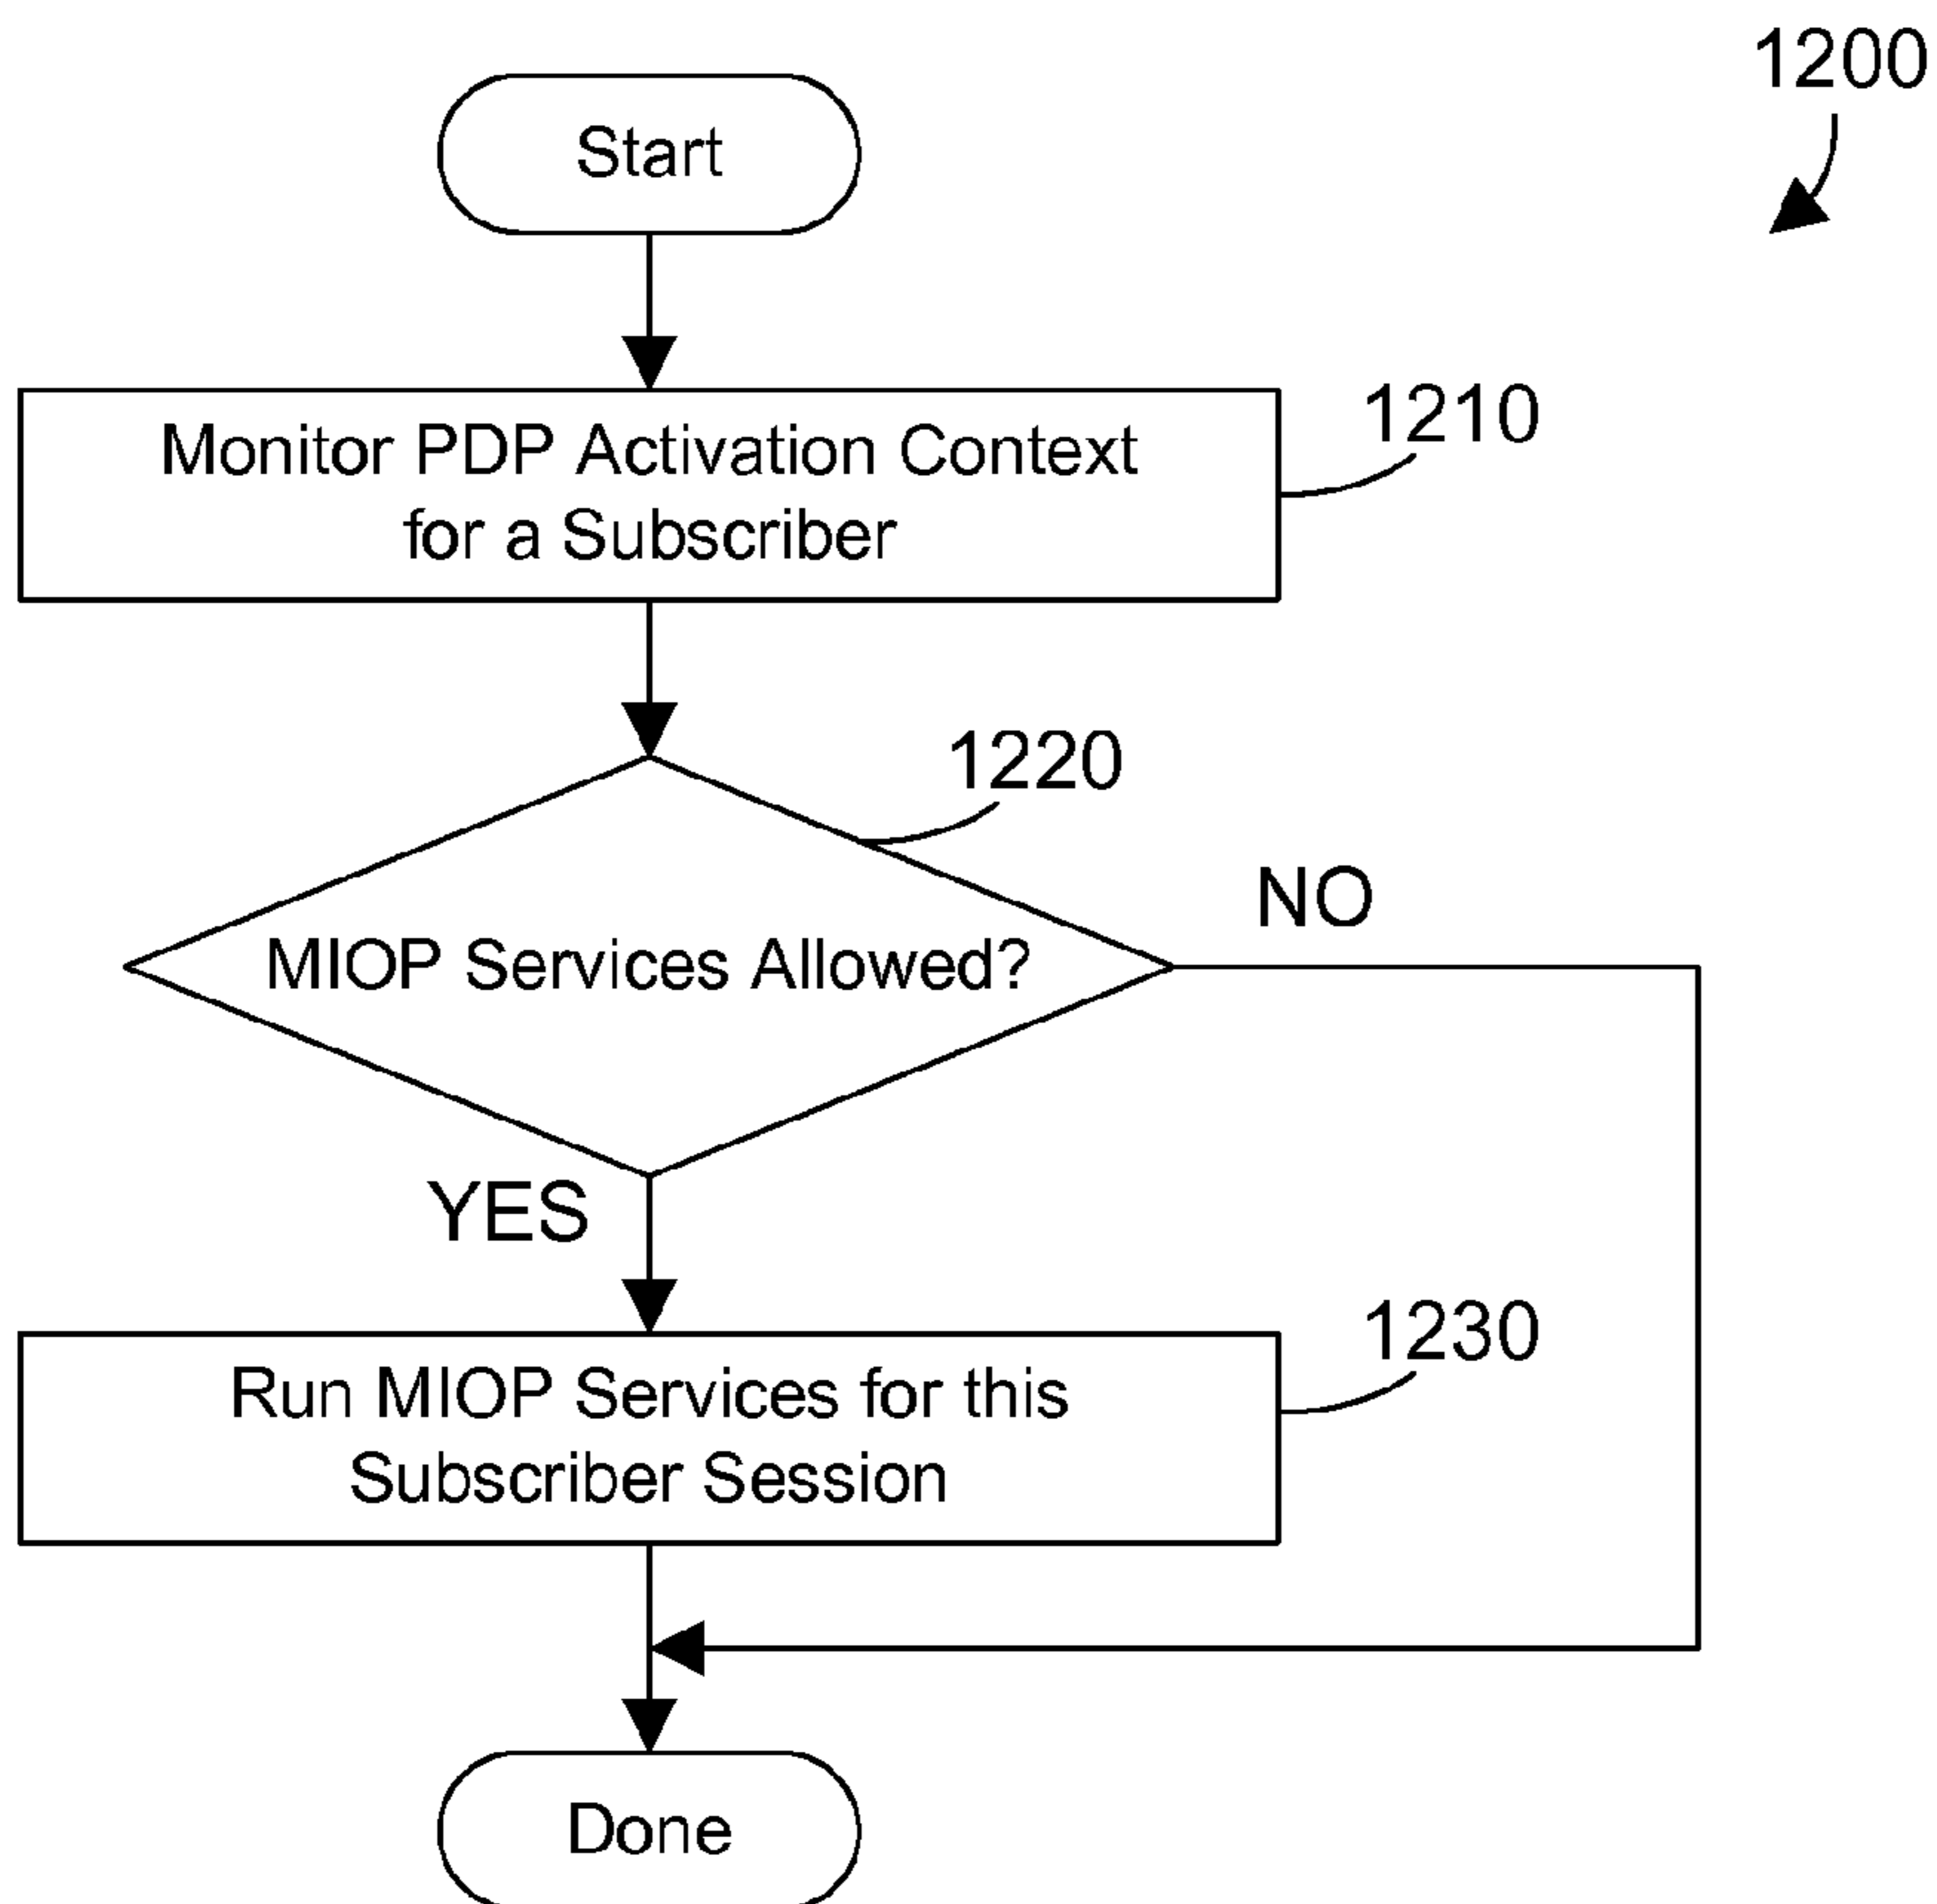 1200
Start
Monitor PDP Activation Context
for a Subscriber
1210
1220
MIOP Services Allowed?
NO
YES
Run MIOP Services for this
Subscriber Session
1230
Done